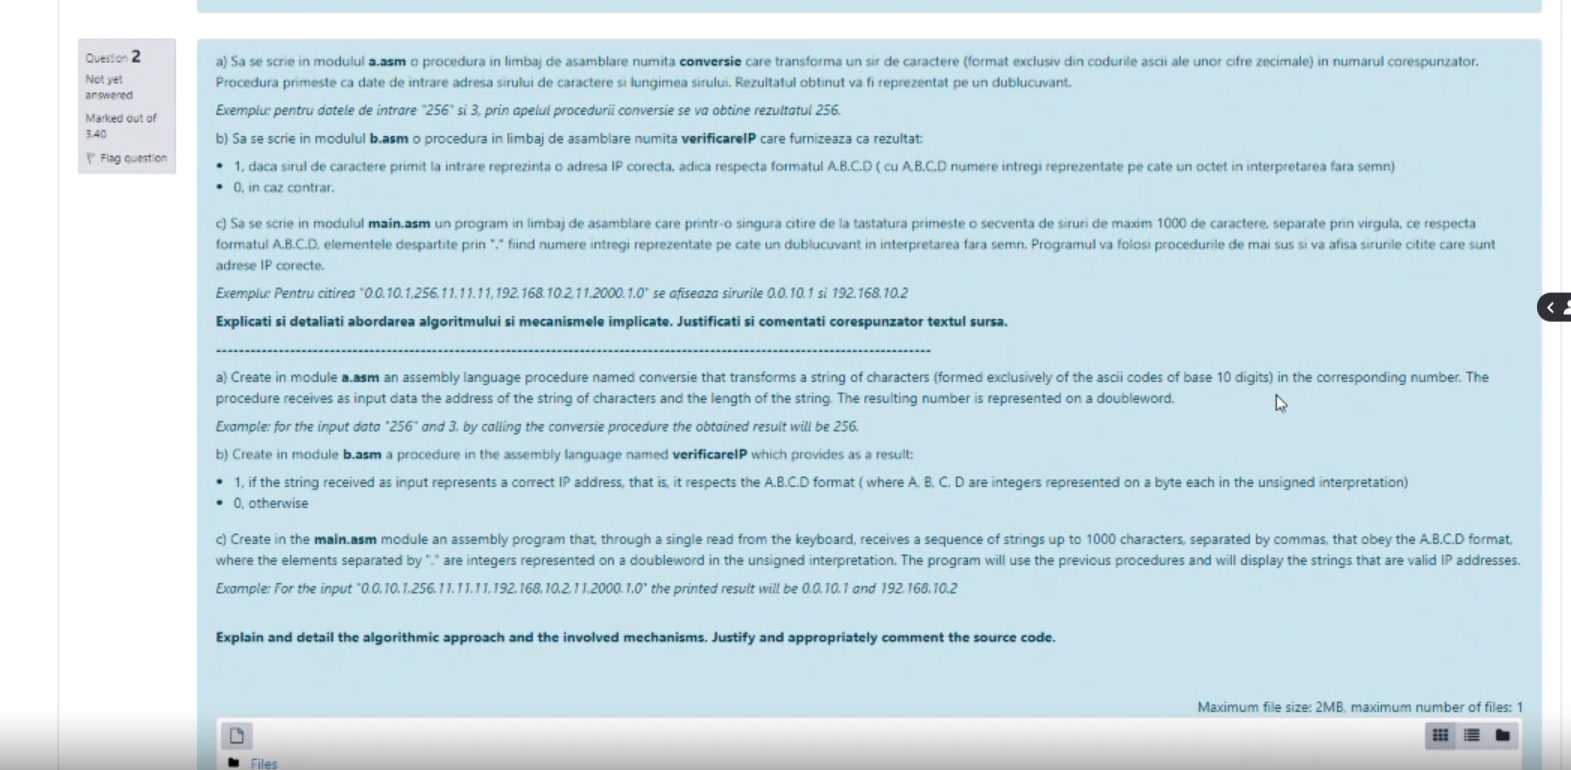 Question 2
Not yet
answered
Marked out of
3.40
Flag question
a) Sa se scrie in modulul a.asm o procedura in limbaj de asamblare numita conversie care transforma un sir de caractere (format exclusiv din codurile ascii ale unor cifre zecimale) in numarul corespunzator.
Procedura primeste ca date de intrare adresa sirului de caractere si lungimea sirului. Rezultatul obtinut va fi reprezentat pe un dublucuvant.
Exemplu: pentru datele de intrare "256" si 3, prin apelul procedurii conversie se va obtine rezultatul 256.
b) Sa se scrie in modulul b.asm o procedura in limbaj de asamblare numita verificareIP care furnizeaza ca rezultat:
• 1, daca sirul de caractere primit la intrare reprezinta o adresa IP corecta, adica respecta formatul A.B.C.D ( cu A,B,C,D numere intregi reprezentate pe cate un octet in interpretarea fara semn)
• 0, in caz contrar.
c) Sa se scrie in modulul main.asm un program in limbaj de asamblare care printr-o singura citire de la tastatura primeste o secventa de siruri de maxim 1000 de caractere, separate prin virgula, ce respecta
formatul A.B.C.D, elementele despartite prin "." fiind numere intregi reprezentate pe cate un dublucuvant in interpretarea fara semn. Programul va folosi procedurile de mai sus si va afisa sirurile citite care sunt
adrese IP corecte.
Exemplu: Pentru citirea "0.0.10.1,256.11.11.11,192.168.10.2,11.2000.1.0" se afiseaza sirurile 0.0.10.1 si 192.168.10.2
Explicati si detaliati abordarea algoritmului si mecanismele implicate. Justificati si comentati corespunzator textul sursa.
--------------------------------------------------------------------------------------------------------------------
a) Create in module a.asm an assembly language procedure named conversie that transforms a string of characters (formed exclusively of the ascii codes of base 10 digits) in the corresponding number. The
procedure receives as input data the address of the string of characters and the length of the string. The resulting number is represented on a doubleword.
Example: for the input data "256" and 3, by calling the conversie procedure the obtained result will be 256.
b) Create in module b.asm a procedure in the assembly language named verificareIP which provides as a result:
• 1, if the string received as input represents a correct IP address, that is, it respects the A.B.C.D format ( where A, B, C, D are integers represented on a byte each in the unsigned interpretation)
• 0, otherwise
c) Create in the main.asm module an assembly program that, through a single read from the keyboard, receives a sequence of strings up to 1000 characters, separated by commas, that obey the A.B.C.D format,
where the elements separated by "." are integers represented on a doubleword in the unsigned interpretation. The program will use the previous procedures and will display the strings that are valid IP addresses.
Example: For the input "0.0.10.1,256.11.11.11,192.168.10.2,11.2000.1.0" the printed result will be 0.0.10.1 and 192.168.10.2
Explain and detail the algorithmic approach and the involved mechanisms. Justify and appropriately comment the source code.
Maximum file size: 2MB, maximum number of files: 1
Files